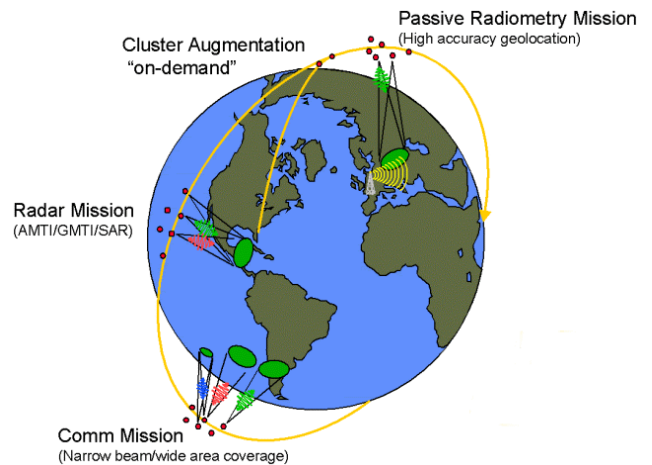 Passive Radiometry Mission
(High accuracy geolocation)
Cluster Augmentation
“on-demand”
Radar Mission
(AMTI/GMTI/SAR)
Comm Mission
(Narrow beam/wide area coverage)